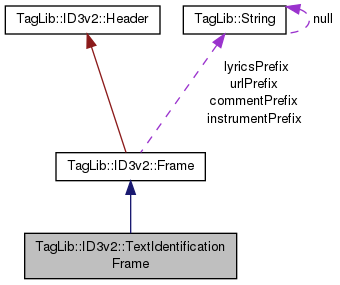 TagLib::ID3v2::Header
TagLib::String
null
lyricsPrefix
urlPrefix
commentPrefix
instrumentPrefix
TagLib::ID3v2::Frame
TagLib::ID3v2::TextIdentification
Frame